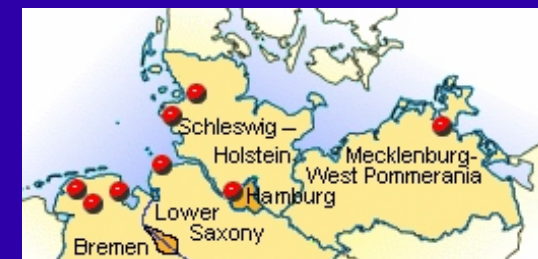 Schleswig –
Holstein
Mecklenburg-
West Pommerania
Hamburg
Lower
Saxony
Bremen